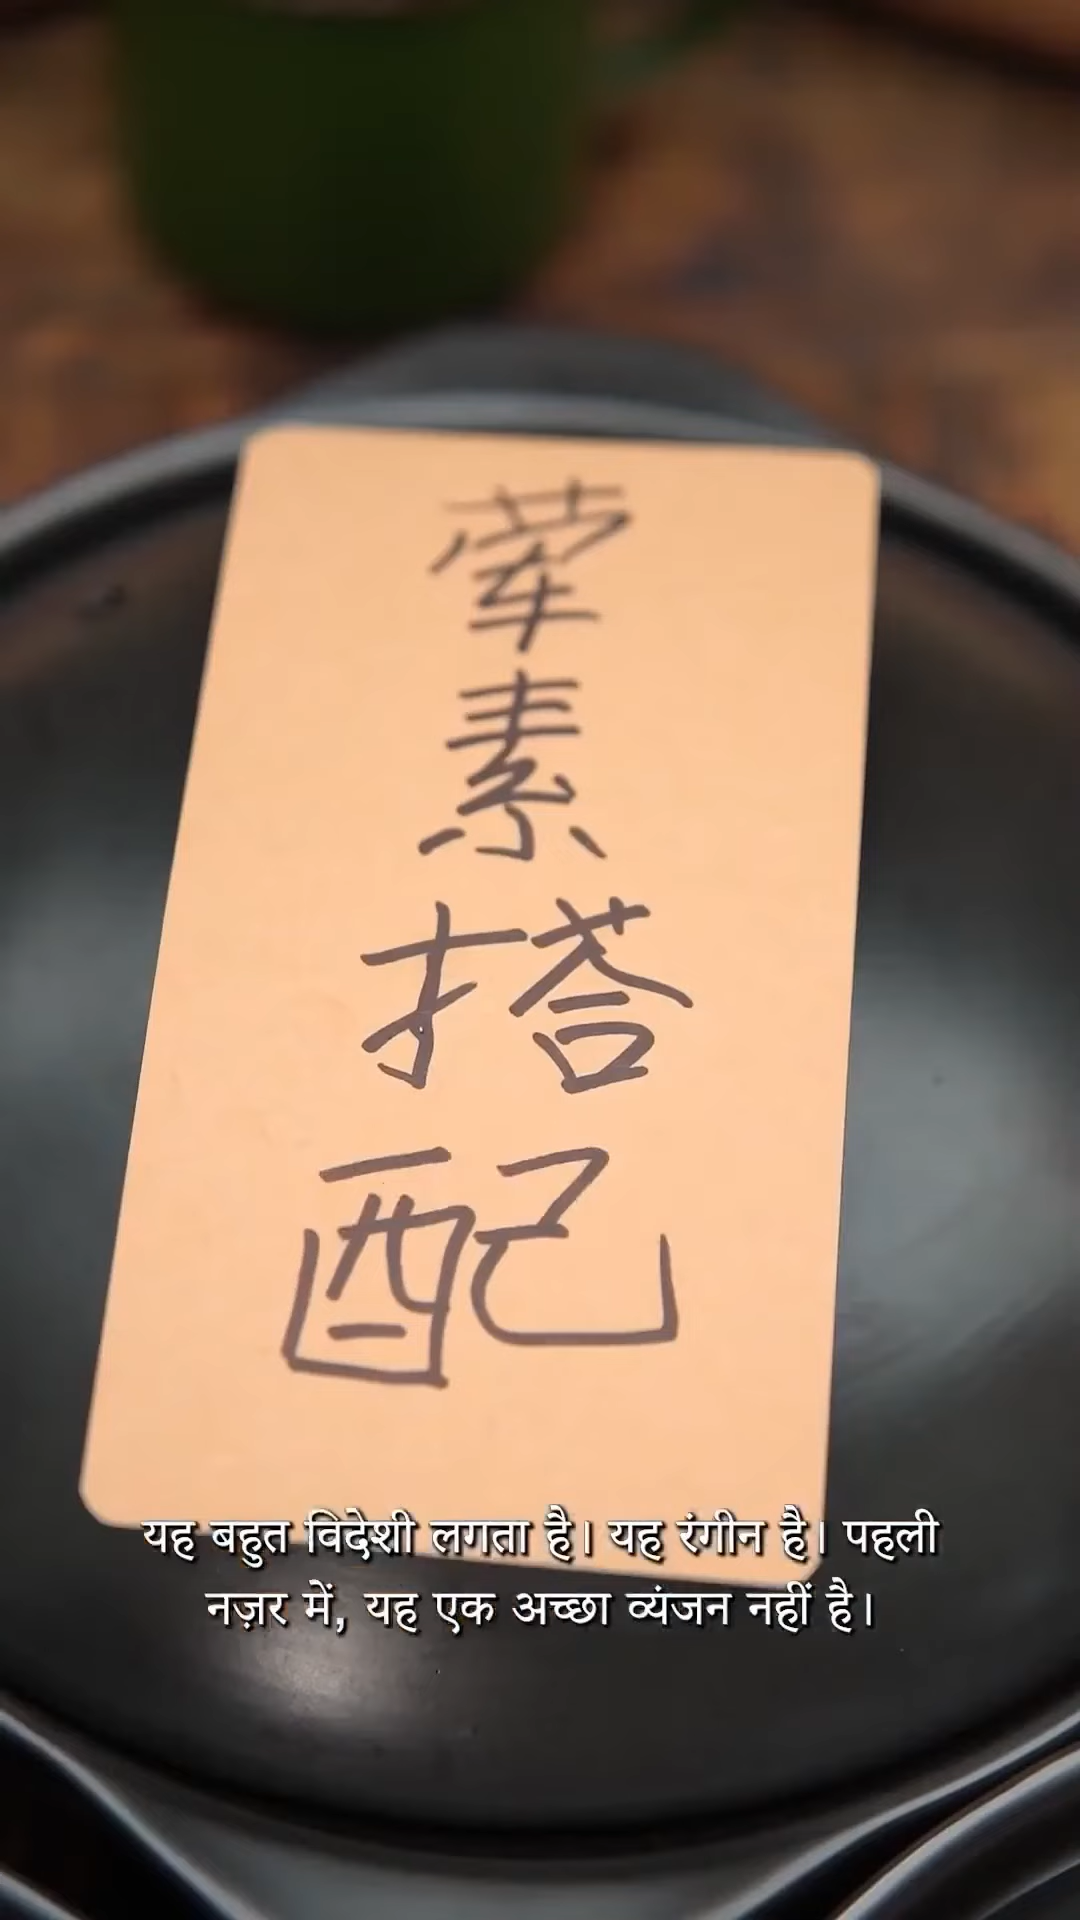 荤素搭配
यह बहुत विदेशी लगता है। यह रंगीन है। पहली
नज़र में, यह एक अच्छा व्यंजन नहीं है।